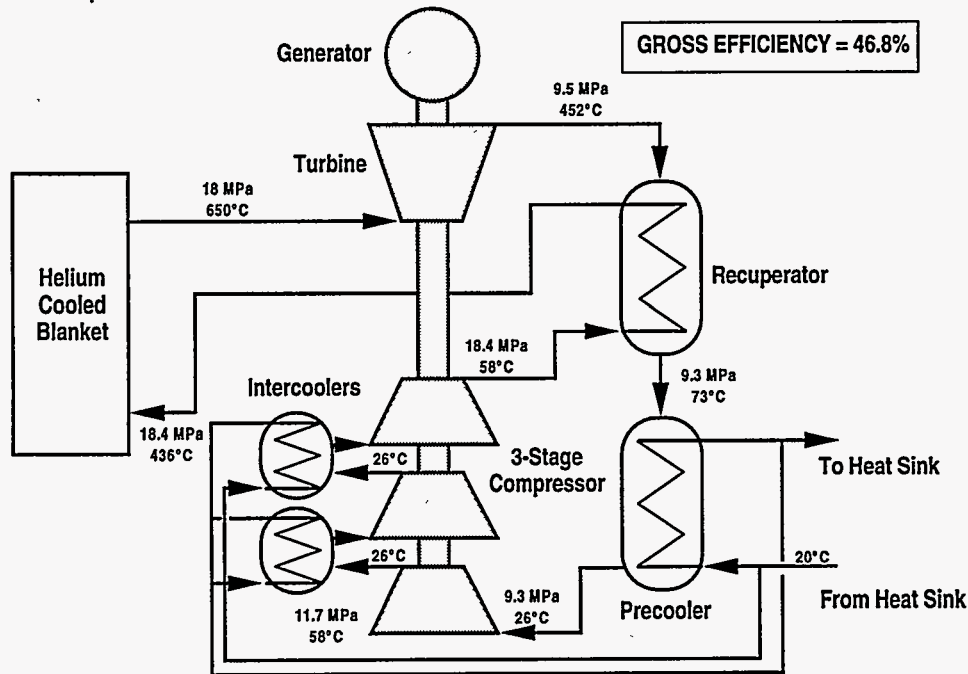 Generator
GROSS EFFICIENCY = 46.8%
9.5 MPa
452°C
Turbine
18 MPa
650°C
Helium
Cooled
Blanket
Recuperator
18.4 MPa
58°C
9.3 MPa
73°C
Intercoolers
18.4 MPa
436°C
26°C
3-Stage
Compressor
To Heat Sink
26°C
20°C
11.7 MPa
58°C
9.3 MPa
26°C
Precooler
From Heat Sink